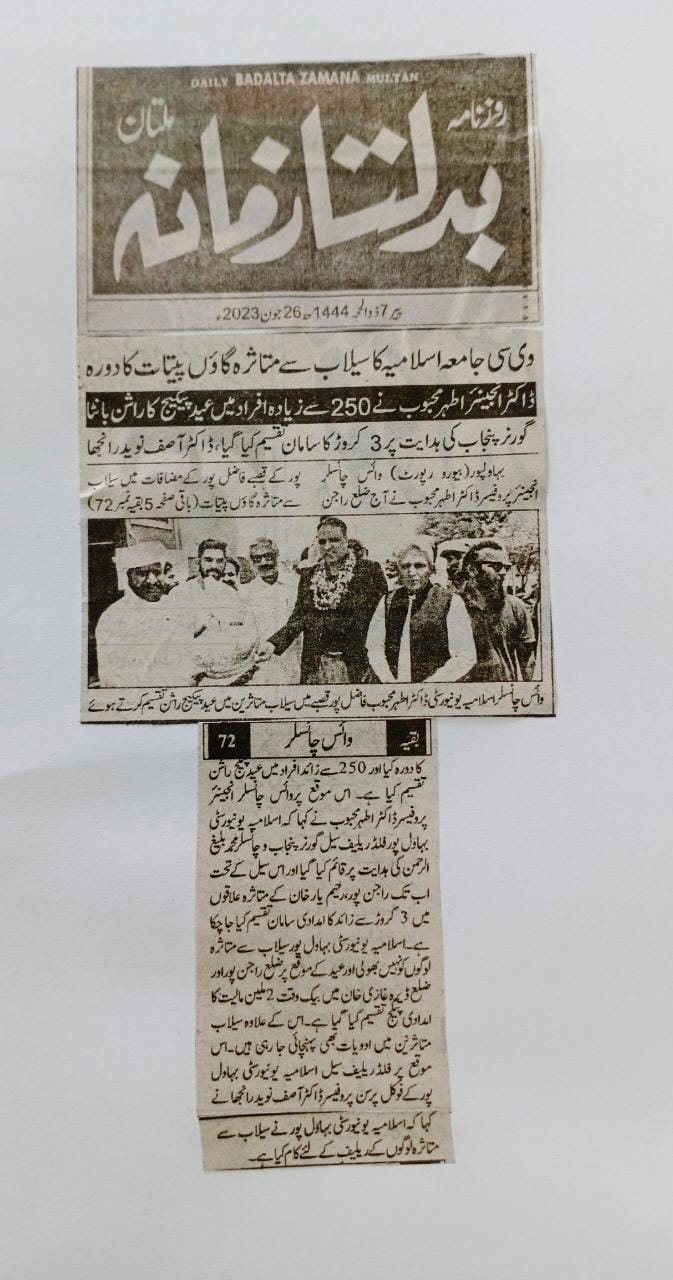 DAILY BADALTA ZAMANA MULTAN
روزنامہ
بدلتا زمانہ
ملتان
پیر 7 ذوالحجہ 1444ھ 26 جون 2023ء
وی سی جامعہ اسلامیہ کا سیلاب سے متاثرہ گاؤں پیتات کا دورہ
ڈاکٹر انجینئر اطہر محبوب نے 250 سے زیادہ افراد میں عید پیکیج کا راشن بانٹا
گورنر پنجاب کی ہدایت پر 3 کروڑ کا سامان تقسیم کیا گیا، ڈاکٹر آصف نوید رانجھا
بہاولپور (بیورو رپورٹ) وائس چانسلر
انجینئر پروفیسر ڈاکٹر اطہر محبوب نے آج ضلع راجن
پور کے قصبے فاضل پور کے مضافات میں سیلاب
سے متاثرہ گاؤں پیتات (باقی صفحہ 5 بقیہ نمبر 72)
وائس چانسلر اسلامیہ یونیورسٹی ڈاکٹر اطہر محبوب فاضل پور قصبے میں سیلاب متاثرین میں عید پیکیج راشن تقسیم کرتے ہوئے
بقیہ وائس چانسلر 72
کا دورہ کیا اور 250 سے زائد افراد میں عید پیکج راشن
تقسیم کیا ہے۔ اس موقع پر وائس چانسلر انجینئر
پروفیسر ڈاکٹر اطہر محبوب نے کہا کہ اسلامیہ یونیورسٹی
بہاول پور فلڈ ریلیف سیل گورنر پنجاب و چانسلر محمد بلیغ
الرحمن کی ہدایت پر قائم کیا گیا اور اس سیل کے تحت
اب تک راجن پور، رحیم یار خان کے متاثرہ علاقوں
میں 3 کروڑ سے زائد کا امدادی سامان تقسیم کیا جا چکا
ہے۔ اسلامیہ یونیورسٹی بہاول پور سیلاب سے متاثرہ
لوگوں کو نہیں بھولی اور عید کے موقع پر ضلع راجن پور اور
ضلع ڈیرہ غازی خان میں بیک وقت 2 ملین مالیت کا
امدادی پیکج تقسیم کیا گیا ہے۔ اس کے علاوہ سیلاب
متاثرین میں ادویات بھی پہنچائی جا رہی ہیں۔ اس
موقع پر فلڈ ریلیف سیل اسلامیہ یونیورسٹی بہاول
پور کے فوکل پرسن پروفیسر ڈاکٹر آصف نوید رانجھا نے
کہا کہ اسلامیہ یونیورسٹی بہاول پور نے سیلاب سے
متاثرہ لوگوں کے ریلیف کے لئے کام کیا ہے۔